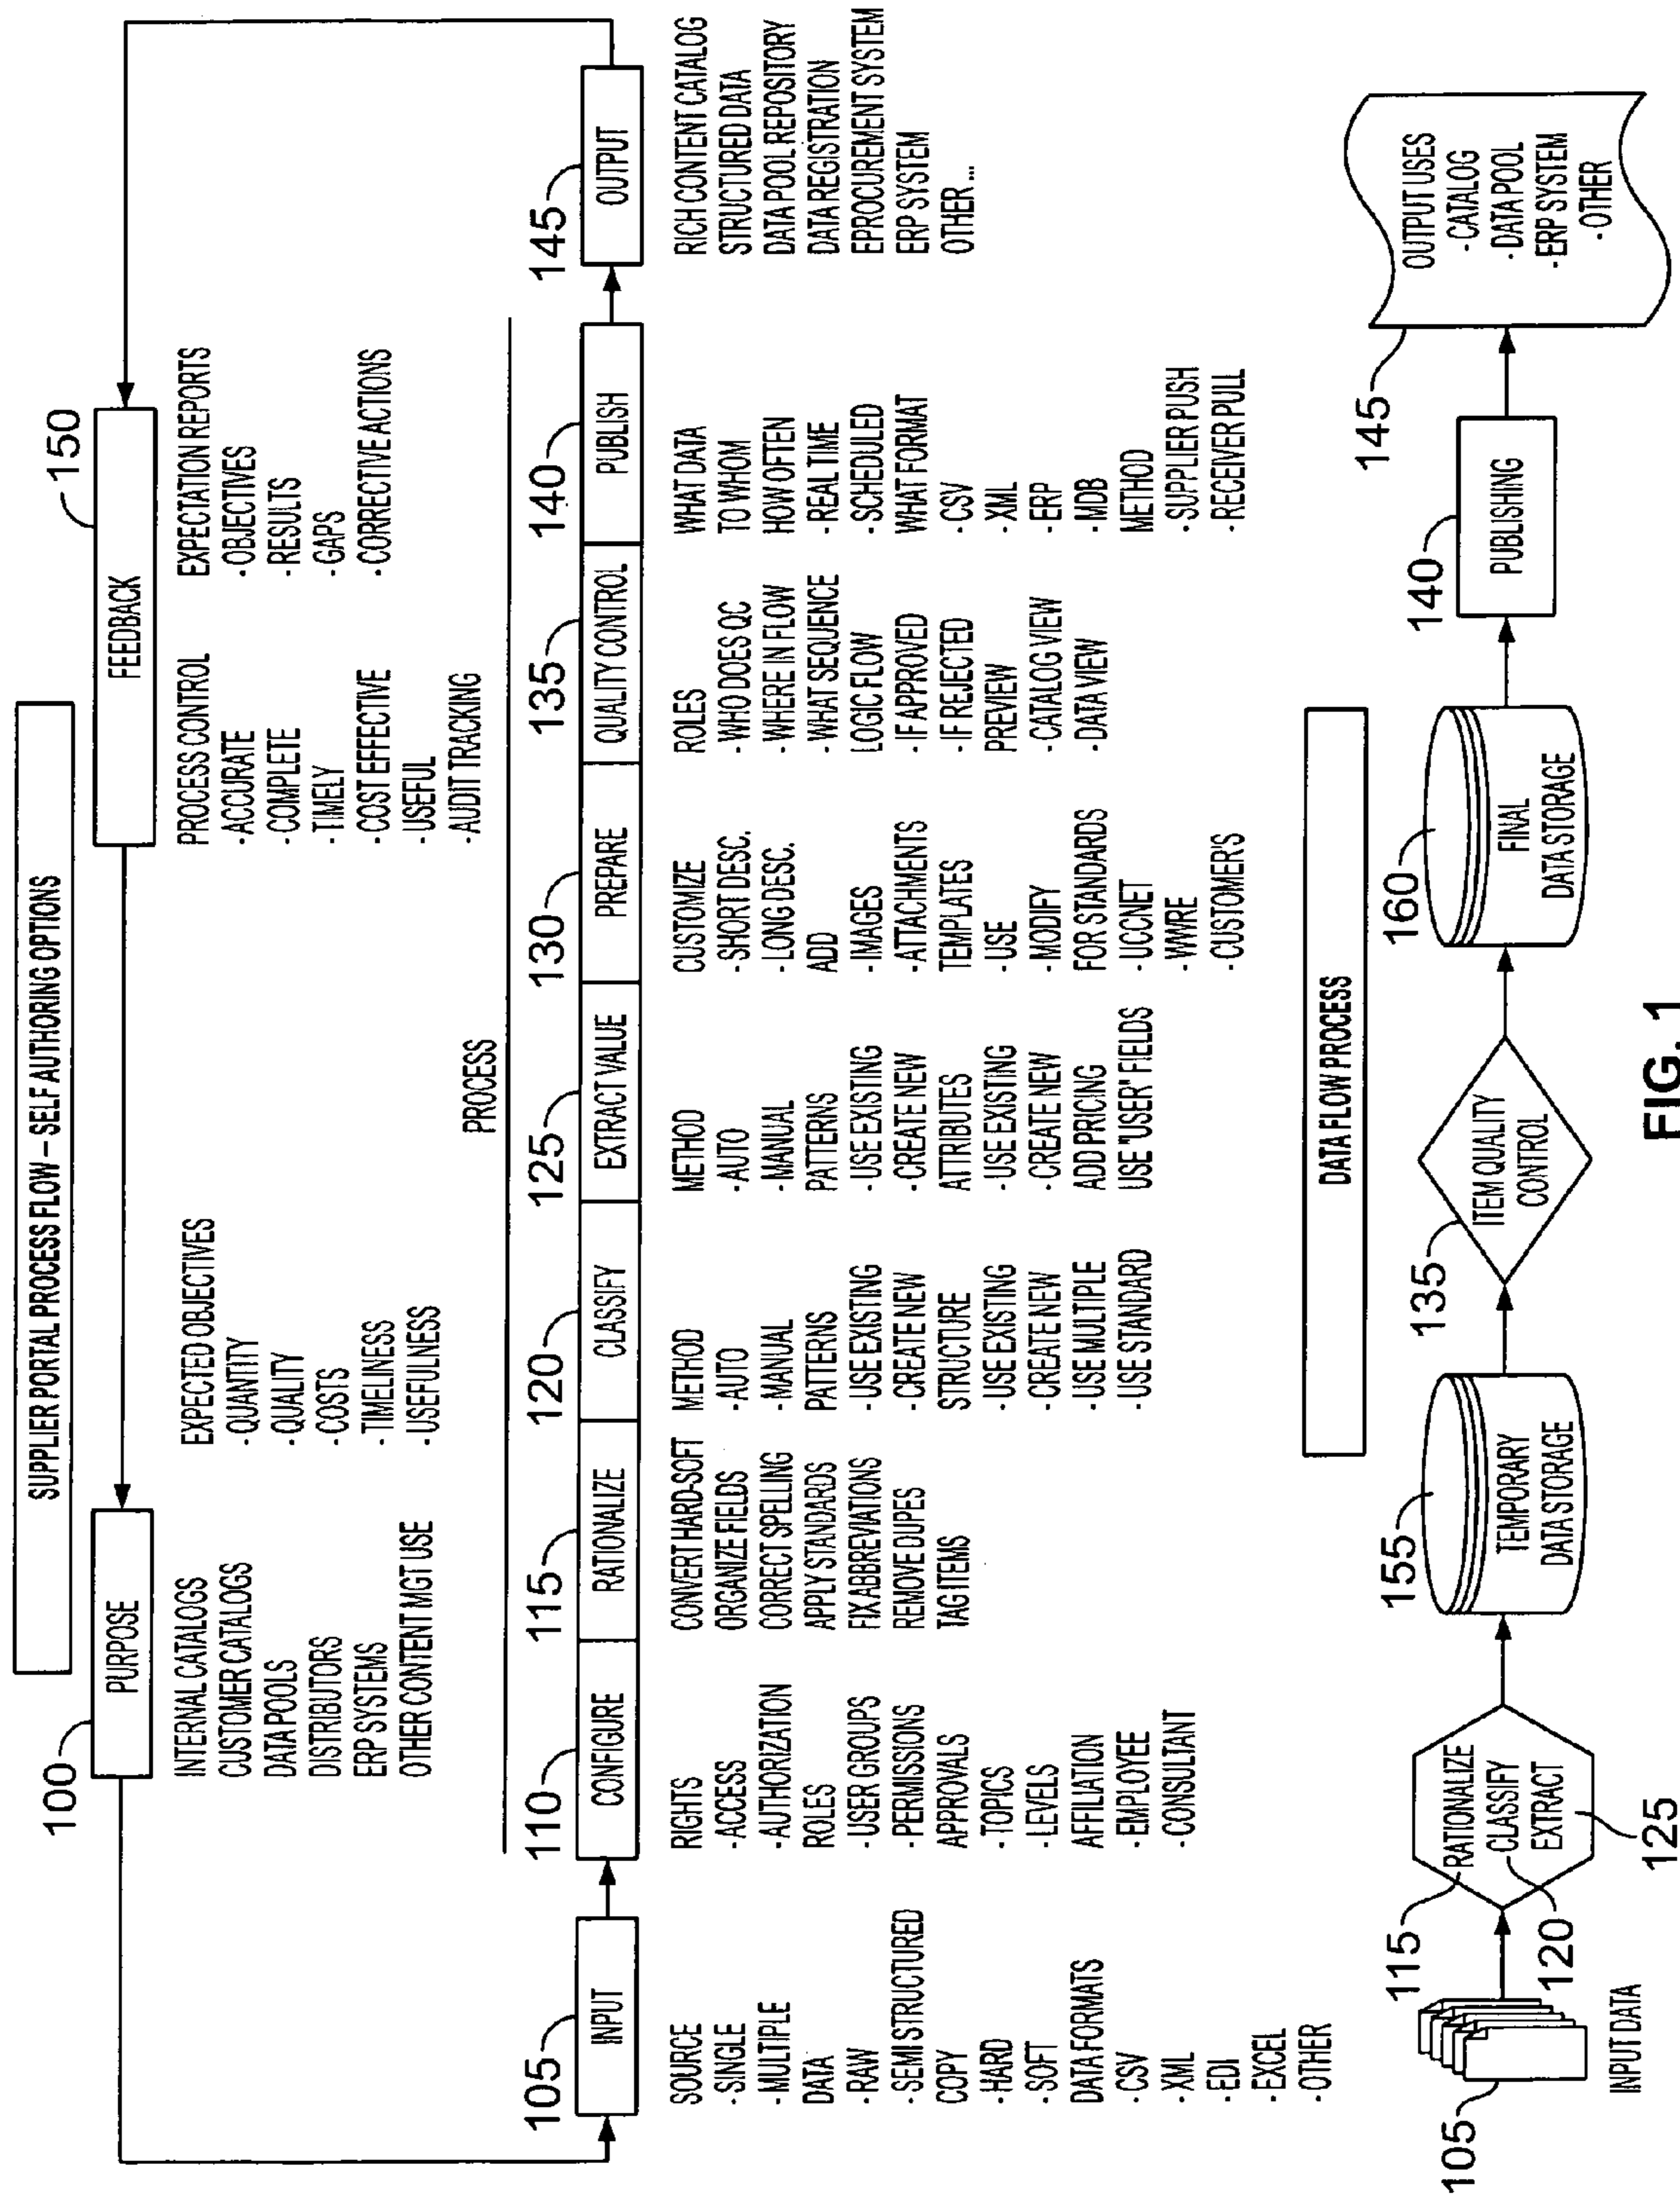 SUPPLIER PORTAL PROCESS FLOW – SELF AUTHORING OPTIONS
100
PURPOSE
INTERNAL CATALOGS
CUSTOMER CATALOGS
DATA POOLS
DISTRIBUTORS
ERP SYSTEMS
OTHER CONTENT MGT USE
EXPECTED OBJECTIVES
· QUANTITY
· QUALITY
· COSTS
· TIMELINESS
· USEFULNESS
150
FEEDBACK
PROCESS CONTROL
· ACCURATE
· COMPLETE
· TIMELY
· COST EFFECTIVE
· USEFUL
· AUDIT TRACKING
EXPECTATION REPORTS
· OBJECTIVES
· RESULTS
· GAPS
· CORRECTIVE ACTIONS
PROCESS
105
INPUT
SOURCE
· SINGLE
· MULTIPLE
DATA
· RAW
· SEMI STRUCTURED
COPY
· HARD
· SOFT
DATA FORMATS
· CSV
· XML
· EDI
· EXCEL
· OTHER
110
CONFIGURE
RIGHTS
· ACCESS
· AUTHORIZATION
ROLES
· USER GROUPS
· PERMISSIONS
APPROVALS
· TOPICS
· LEVELS
AFFILIATION
· EMPLOYEE
· CONSULTANT
115
RATIONALIZE
CONVERT HARD-SOFT
ORGANIZE FIELDS
CORRECT SPELLING
APPLY STANDARDS
FIX ABBREVIATIONS
REMOVE DUPES
TAG ITEMS
120
CLASSIFY
METHOD
· AUTO
· MANUAL
PATTERNS
· USE EXISTING
· CREATE NEW
STRUCTURE
· USE EXISTING
· CREATE NEW
· USE MULTIPLE
· USE STANDARD
125
EXTRACT VALUE
METHOD
· AUTO
· MANUAL
PATTERNS
· USE EXISTING
· CREATE NEW
ATTRIBUTES
· USE EXISTING
· CREATE NEW
ADD PRICING
USE "USER" FIELDS
130
PREPARE
CUSTOMIZE
· SHORT DESC.
· LONG DESC.
ADD
· IMAGES
· ATTACHMENTS
TEMPLATES
· USE
· MODIFY
FOR STANDARDS
· UCCNET
· WWRE
· CUSTOMER'S
135
QUALITY CONTROL
ROLES
· WHO DOES QC
· WHERE IN FLOW
· WHAT SEQUENCE
LOGIC FLOW
· IF APPROVED
· IF REJECTED
PREVIEW
· CATALOG VIEW
· DATA VIEW
140
PUBLISH
WHAT DATA
TO WHOM
HOW OFTEN
· REAL TIME
· SCHEDULED
WHAT FORMAT
· CSV
· XML
· ERP
· MDB
METHOD
· SUPPLIER PUSH
· RECEIVER PULL
145
OUTPUT
RICH CONTENT CATALOG
STRUCTURED DATA
DATA POOL REPOSITORY
DATA REGISTRATION
EPROCUREMENT SYSTEM
ERP SYSTEM
OTHER ...
DATA FLOW PROCESS
105
INPUT DATA
115
RATIONALIZE
CLASSIFY
EXTRACT
120
125
155
TEMPORARY
DATA STORAGE
135
ITEM QUALITY
CONTROL
160
FINAL
DATA STORAGE
140
PUBLISHING
145
OUTPUT USES
· CATALOG
· DATA POOL
· ERP SYSTEM
· OTHER
FIG. 1